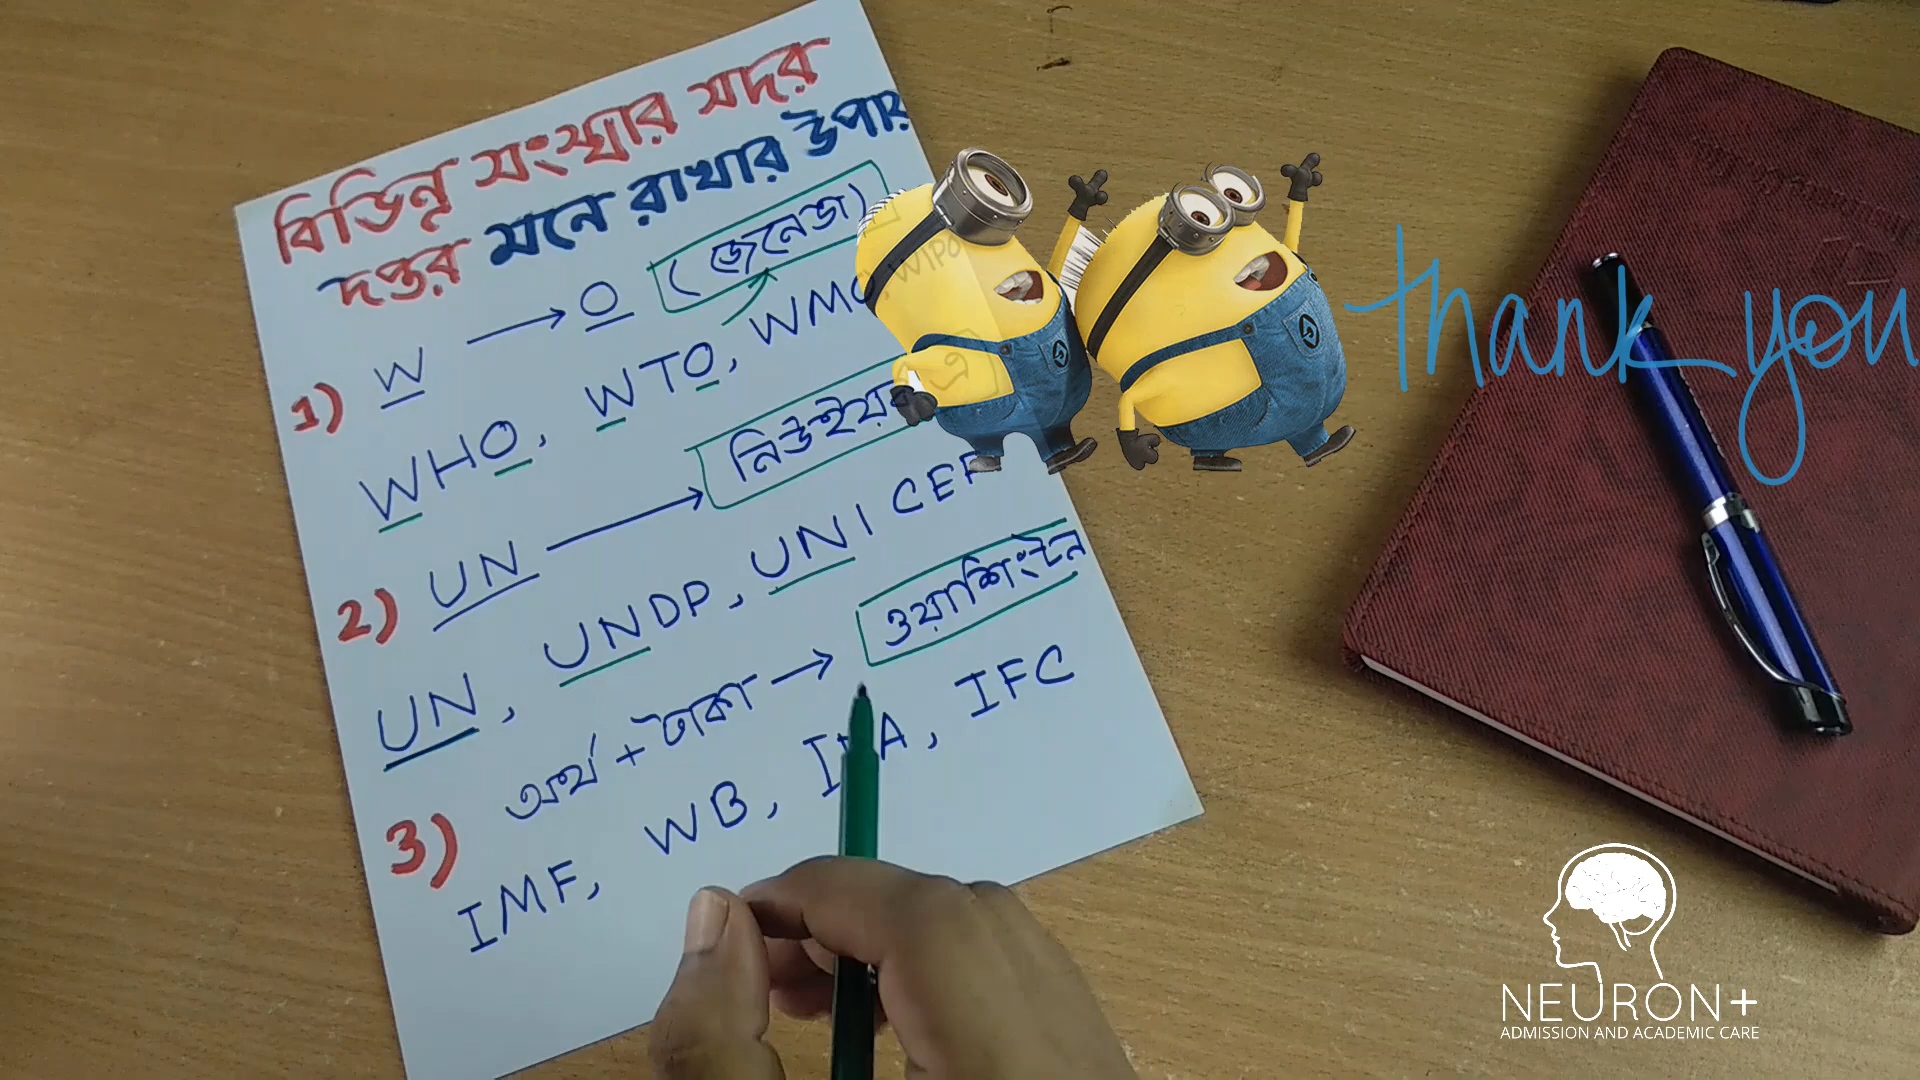 বিভিন্ন সংস্থার সদর
দপ্তর মনে রাখার উপায়
1) W → O (জেনেভা)
WHO, WTO, WMO, WIPO
2) UN → নিউইয়র্ক এ
UN, UNDP, UNICEF
3) অর্থ + টাকা → ওয়াশিংটন
IMF, WB, IDA, IFC
thank you
NEURON+
ADMISSION AND ACADEMIC CARE